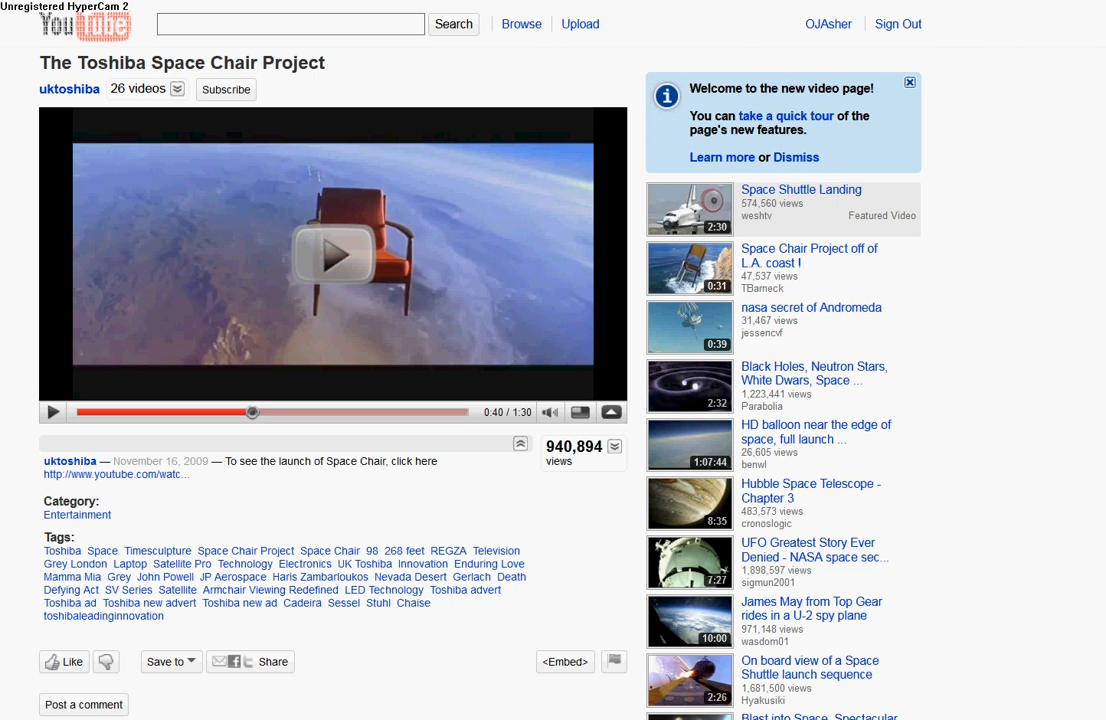 Unregistered HyperCam 2
YouTube
Search
Browse
Upload
OJAsher
Sign Out
The Toshiba Space Chair Project
uktoshiba
26 videos
Subscribe
0:40 / 1:30
uktoshiba — November 16, 2009 — To see the launch of Space Chair, click here
http://www.youtube.com/watc...
940,894
views
Category:
Entertainment
Tags:
Toshiba Space Timesculpture Space Chair Project Space Chair 98 268 feet REGZA Television
Grey London Laptop Satellite Pro Technology Electronics UK Toshiba Innovation Enduring Love
Mamma Mia Grey John Powell JP Aerospace Haris Zambarloukos Nevada Desert Gerlach Death
Defying Act SV Series Satellite Armchair Viewing Redefined LED Technology Toshiba advert
Toshiba ad Toshiba new advert Toshiba new ad Cadeira Sessel Stuhl Chaise
toshibaleadinginnovation
Like
Save to
Share
<Embed>
Post a comment
Welcome to the new video page!
You can take a quick tour of the
page's new features.
Learn more or Dismiss
Space Shuttle Landing
574,560 views
weshtv
Featured Video
2:30
Space Chair Project off of
L.A. coast !
47,537 views
TBarneck
0:31
nasa secret of Andromeda
31,467 views
jessencvf
0:39
Black Holes, Neutron Stars,
White Dwars, Space ...
1,223,441 views
Parabolia
2:32
HD balloon near the edge of
space, full launch ...
26,605 views
benwl
1:07:44
Hubble Space Telescope -
Chapter 3
483,573 views
cronoslogic
8:35
UFO Greatest Story Ever
Denied - NASA space sec...
1,898,597 views
sigmun2001
7:27
James May from Top Gear
rides in a U-2 spy plane
971,148 views
wasdom01
10:00
On board view of a Space
Shuttle launch sequence
1,681,500 views
Hyakusiki
2:26
Blast into Space, Spectacular